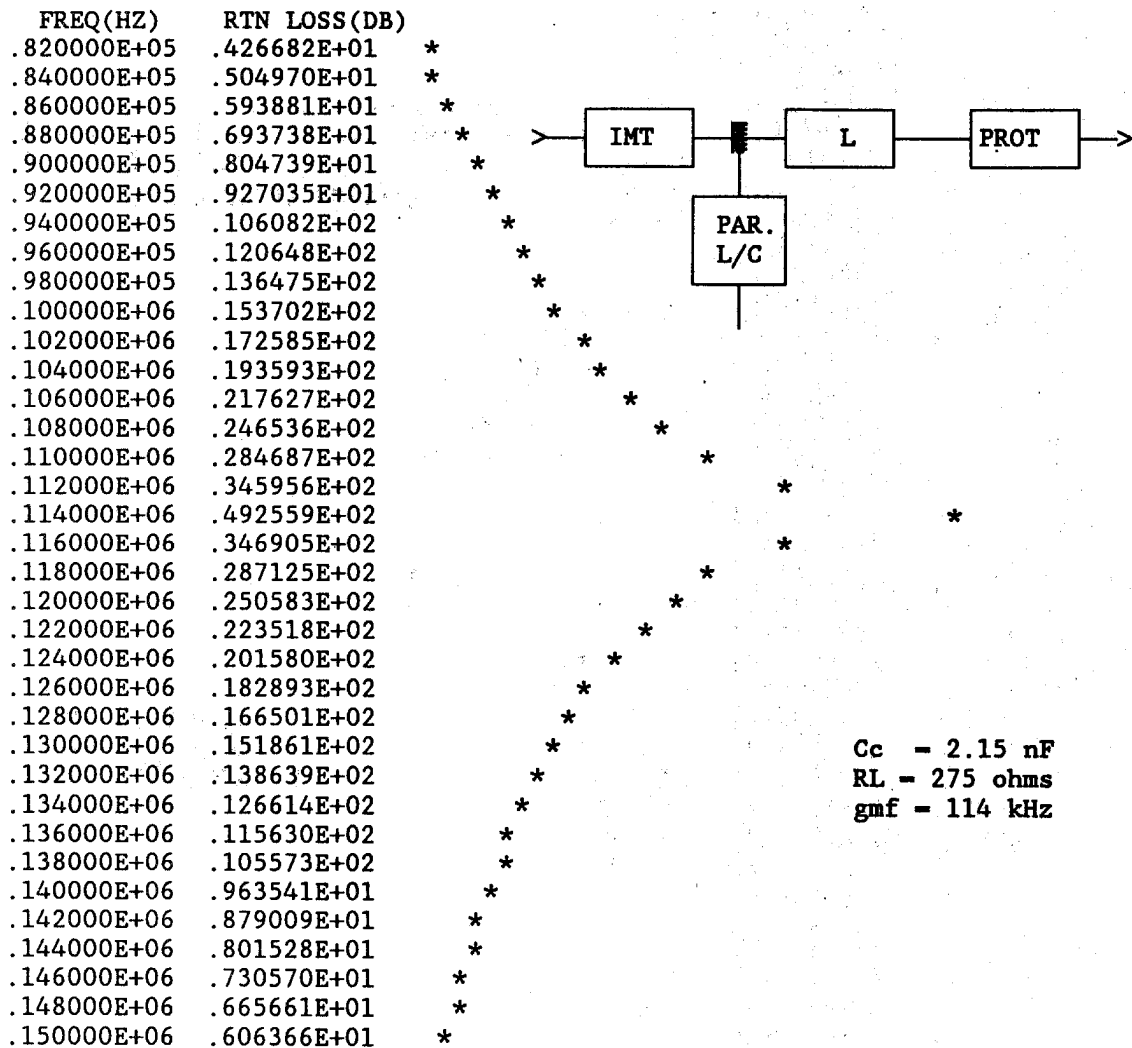 FREQ(HZ) RTN LOSS(DB)
.820000E+05 .426682E+01 *
.840000E+05 .504970E+01 *
.860000E+05 .593881E+01 *
.880000E+05 .693738E+01 *
.900000E+05 .804739E+01 *
.920000E+05 .927035E+01 *
.940000E+05 .106082E+02 *
.960000E+05 .120648E+02 *
.980000E+05 .136475E+02 *
.100000E+06 .153702E+02 *
.102000E+06 .172585E+02 *
.104000E+06 .193593E+02 *
.106000E+06 .217627E+02 *
.108000E+06 .246536E+02 *
.110000E+06 .284687E+02 *
.112000E+06 .345956E+02 *
.114000E+06 .492559E+02 *
.116000E+06 .346905E+02 *
.118000E+06 .287125E+02 *
.120000E+06 .250583E+02 *
.122000E+06 .223518E+02 *
.124000E+06 .201580E+02 *
.126000E+06 .182893E+02 *
.128000E+06 .166501E+02 *
.130000E+06 .151861E+02 *
.132000E+06 .138639E+02 *
.134000E+06 .126614E+02 *
.136000E+06 .115630E+02 *
.138000E+06 .105573E+02 *
.140000E+06 .963541E+01 *
.142000E+06 .879009E+01 *
.144000E+06 .801528E+01 *
.146000E+06 .730570E+01 *
.148000E+06 .665661E+01 *
.150000E+06 .606366E+01 *
IMT L PROT
PAR.
L/C
Cc = 2.15 nF
RL = 275 ohms
gmf = 114 kHz